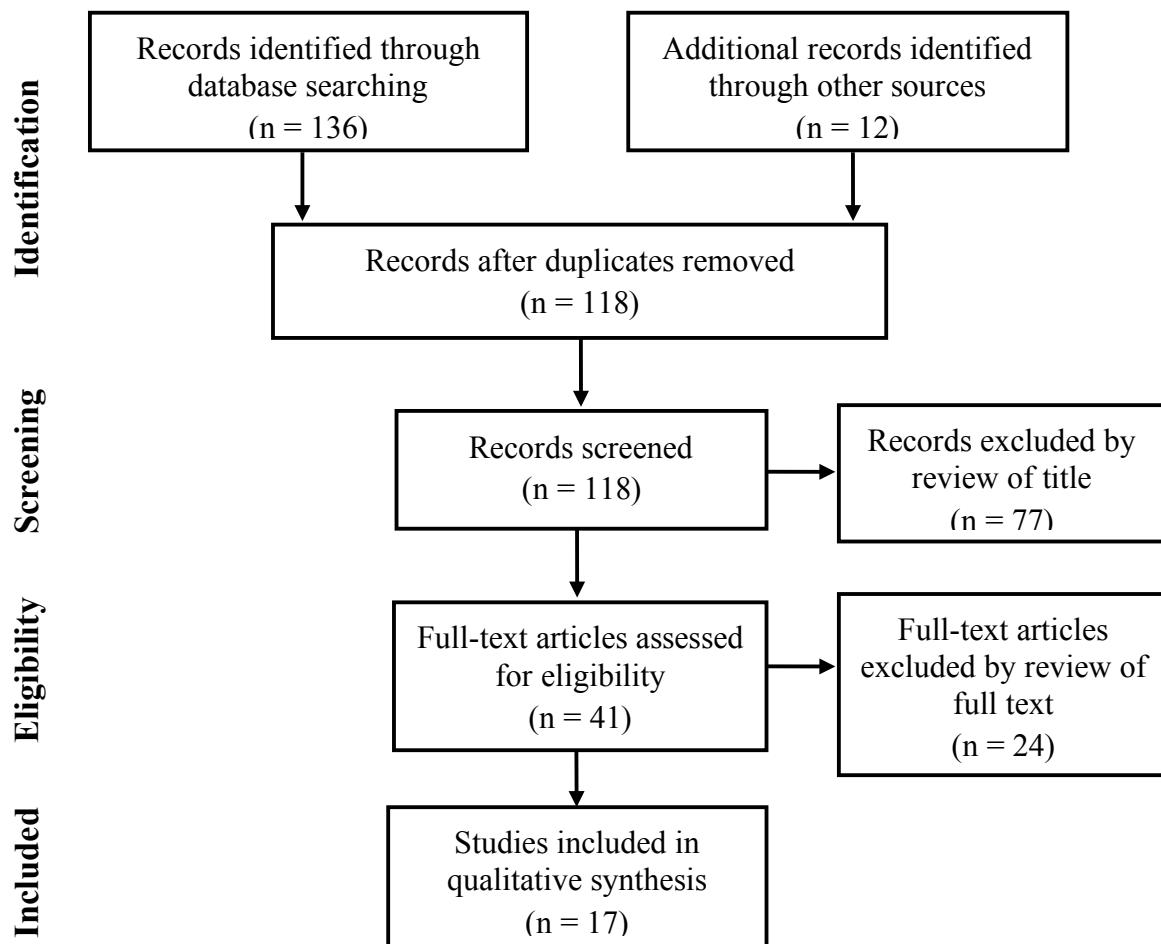 Identification
Records identified through
database searching
(n = 136)
Additional records identified
through other sources
(n = 12)
Records after duplicates removed
(n = 118)
Screening
Records screened
(n = 118)
Records excluded by
review of title
(n = 77)
Eligibility
Full-text articles assessed
for eligibility
(n = 41)
Full-text articles
excluded by review of
full text
(n = 24)
Included
Studies included in
qualitative synthesis
(n = 17)